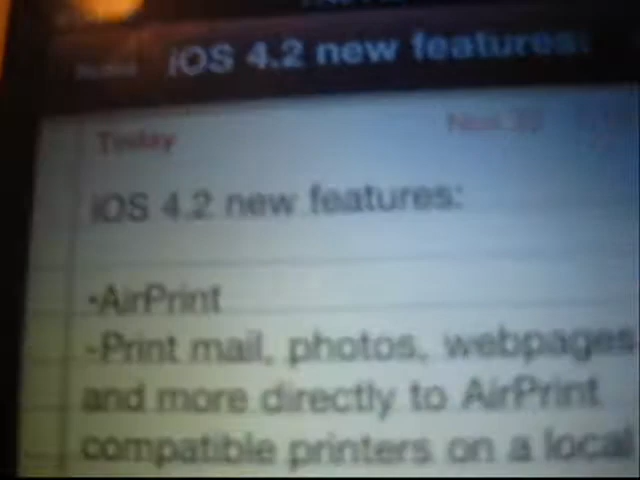 Notes iOS 4.2 new features:
Today
iOS 4.2 new features:
•AirPrint
-Print mail, photos, webpages
and more directly to AirPrint
compatible printers on a local